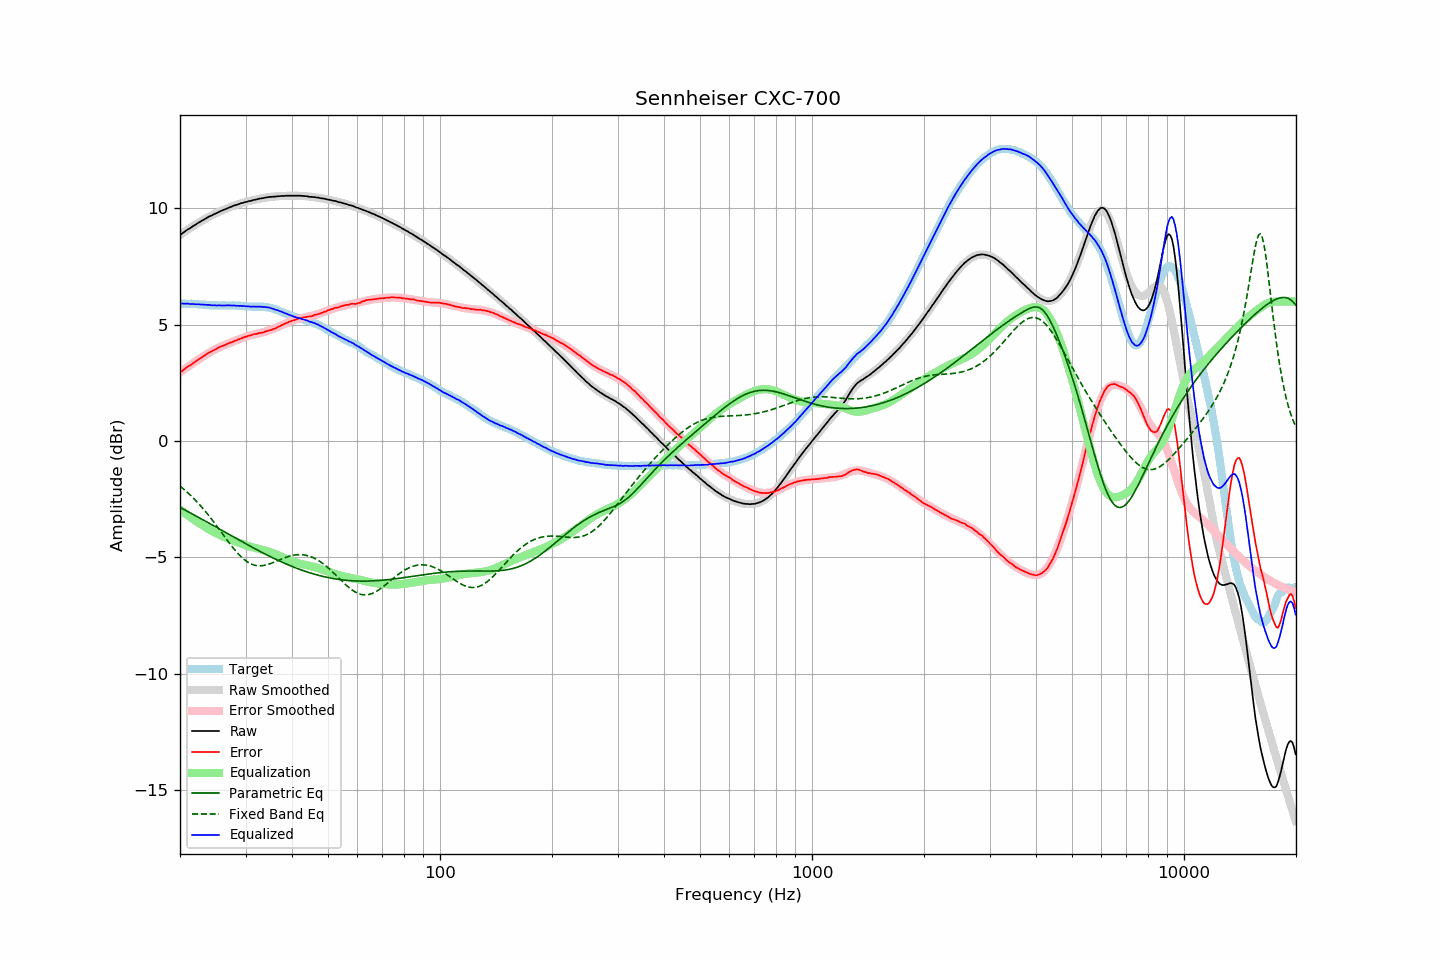 Sennheiser CXC-700
Amplitude (dBr)
10
5
0
−5
−10
−15
Target
Raw Smoothed
Error Smoothed
Raw
Error
Equalization
Parametric Eq
Fixed Band Eq
Equalized
100
1000
10000
Frequency (Hz)